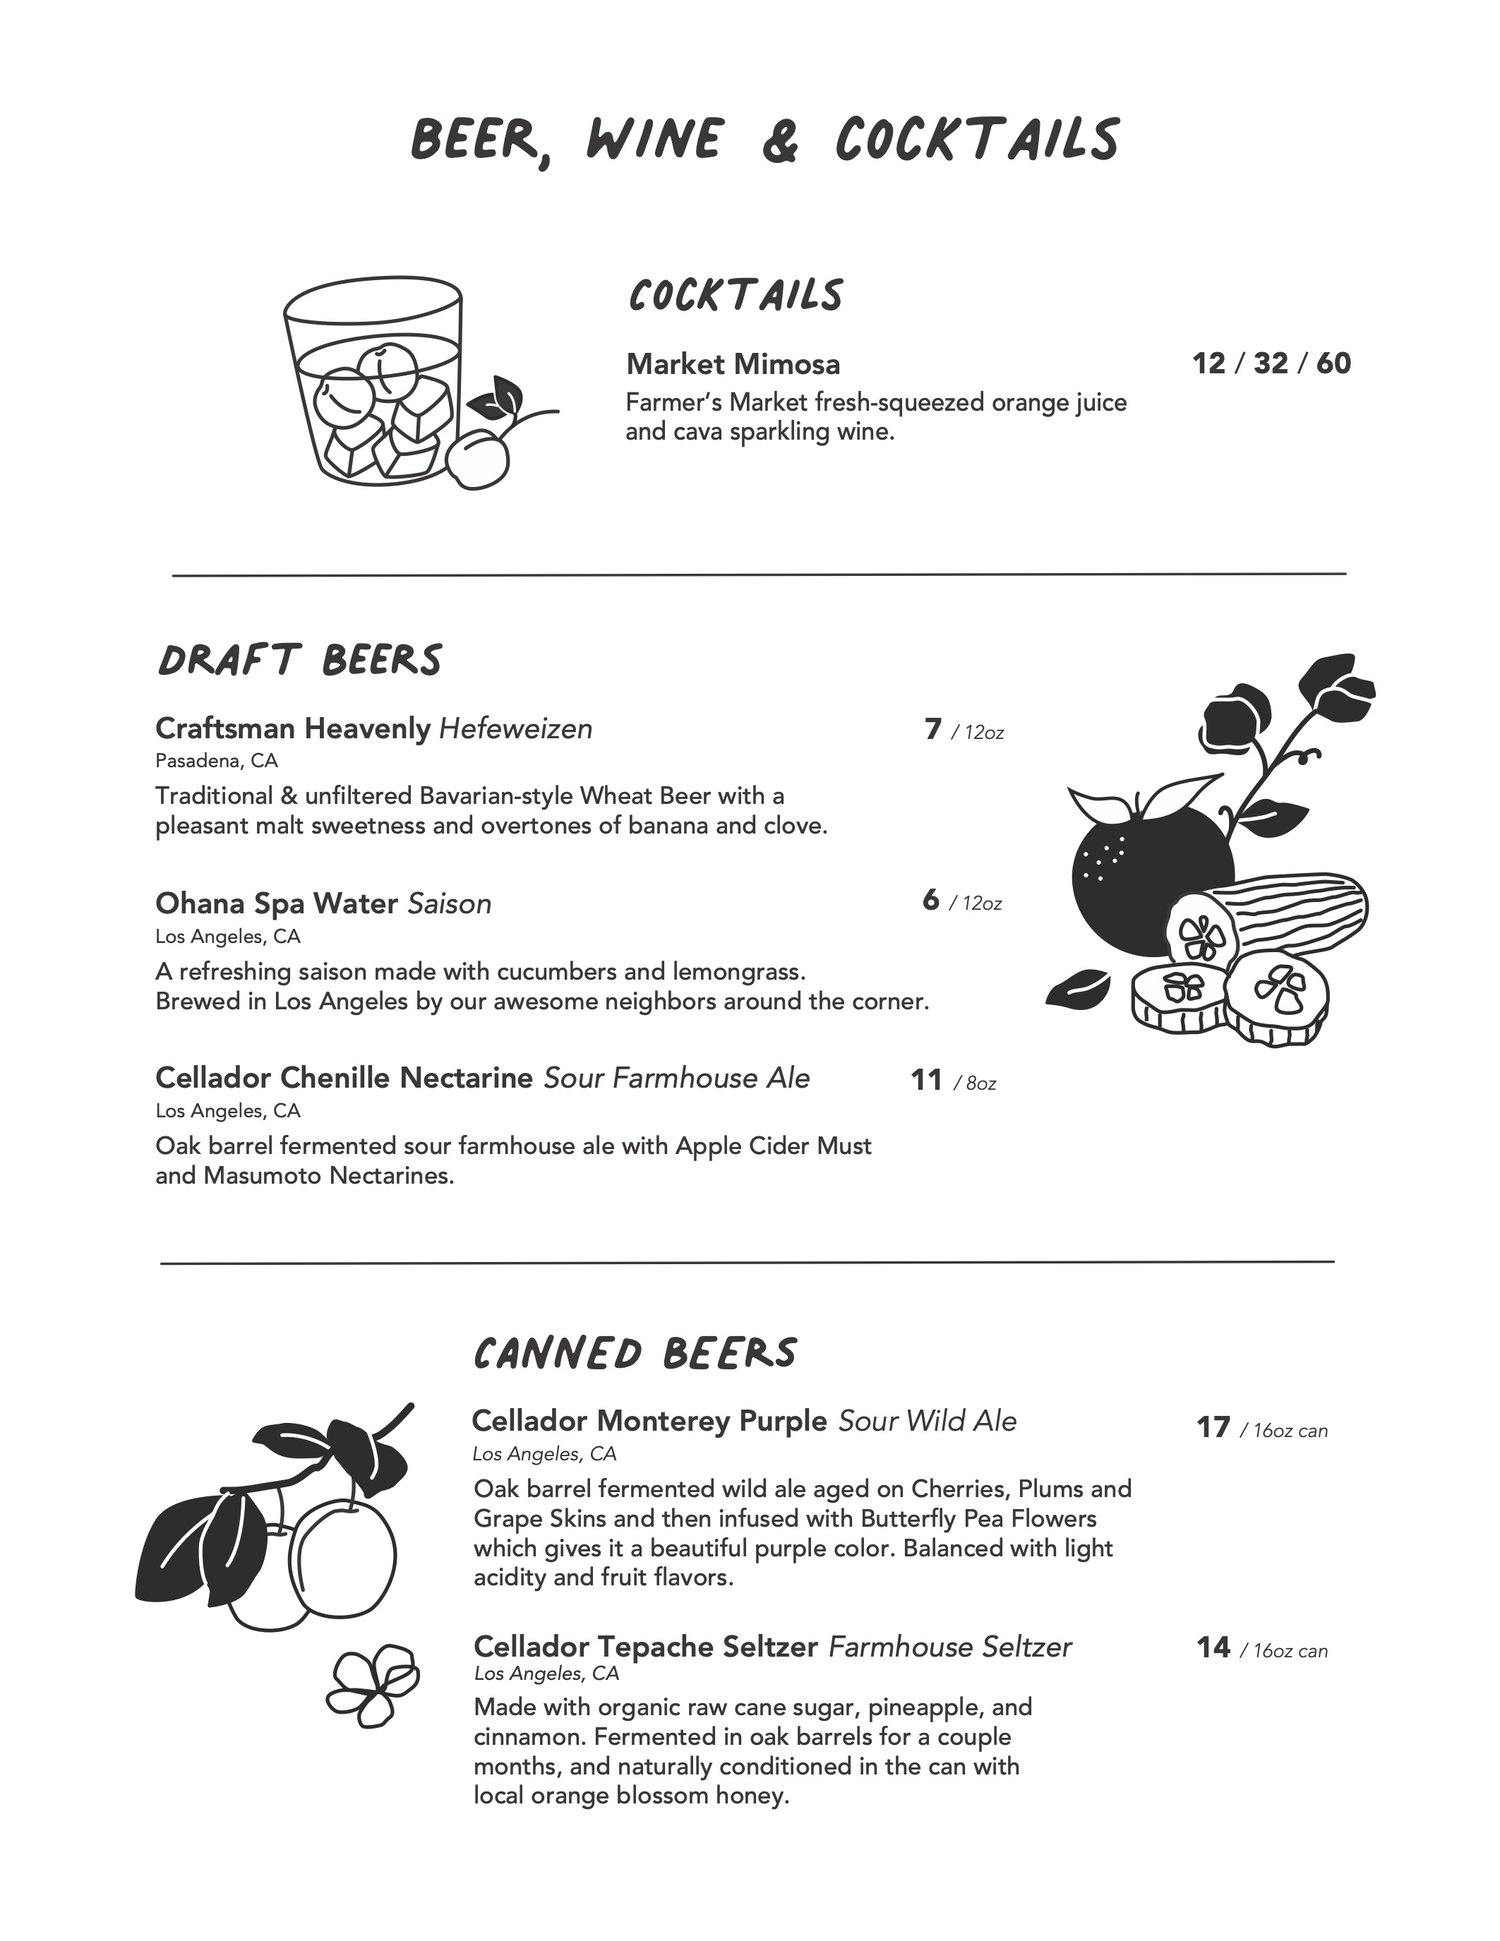 BEER, WINE & COCKTAILS
COCKTAILS
Market Mimosa 12 / 32 / 60
Farmer’s Market fresh-squeezed orange juice
and cava sparkling wine.
DRAFT BEERS
Craftsman Heavenly Hefeweizen 7 / 12oz
Pasadena, CA
Traditional & unfiltered Bavarian-style Wheat Beer with a
pleasant malt sweetness and overtones of banana and clove.
Ohana Spa Water Saison 6 / 12oz
Los Angeles, CA
A refreshing saison made with cucumbers and lemongrass.
Brewed in Los Angeles by our awesome neighbors around the corner.
Cellador Chenille Nectarine Sour Farmhouse Ale 11 / 8oz
Los Angeles, CA
Oak barrel fermented sour farmhouse ale with Apple Cider Must
and Masumoto Nectarines.
CANNED BEERS
Cellador Monterey Purple Sour Wild Ale 17 / 16oz can
Los Angeles, CA
Oak barrel fermented wild ale aged on Cherries, Plums and
Grape Skins and then infused with Butterfly Pea Flowers
which gives it a beautiful purple color. Balanced with light
acidity and fruit flavors.
Cellador Tepache Seltzer Farmhouse Seltzer 14 / 16oz can
Los Angeles, CA
Made with organic raw cane sugar, pineapple, and
cinnamon. Fermented in oak barrels for a couple
months, and naturally conditioned in the can with
local orange blossom honey.